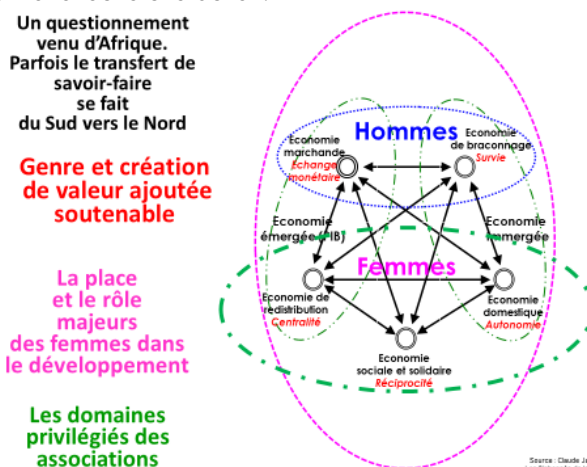 Un questionnement
venu d'Afrique.
Parfois le transfert de
savoir-faire
se fait
du Sud vers le Nord
Genre et création
de valeur ajoutée
soutenable
La place
et le rôle
majeurs
des femmes dans
le développement
Les domaines
privilégiés des
associations
Hommes
Economie
marchande
Echange
monétaire
Economie
de braconnage
Survie
Economie
émergée (PIB)
Economie
immergée
Femmes
Economie de
redistribution
Centralité
Economie
domestique
Autonomie
Economie
sociale et solidaire
Réciprocité
Source : Claude